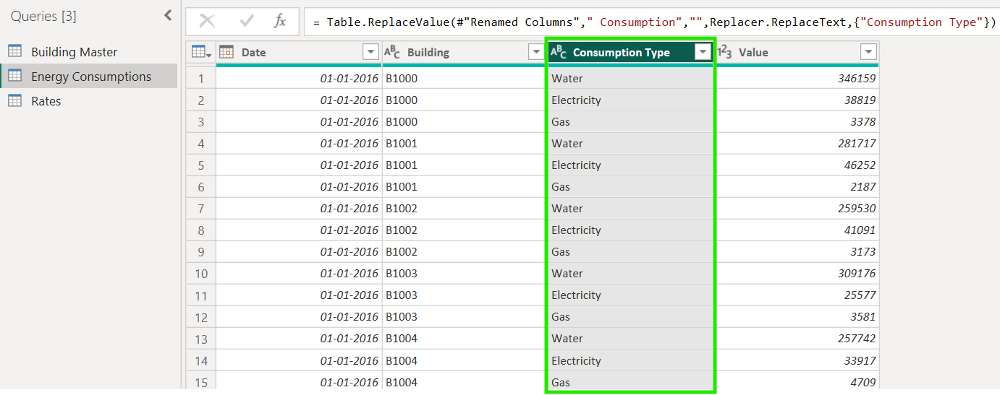 Queries [3]
Building Master
Energy Consumptions
Rates
fx = Table.ReplaceValue(#"Renamed Columns"," Consumption","",Replacer.ReplaceText,{"Consumption Type"})
Date ABC Building ABC Consumption Type 123 Value
1 01-01-2016 B1000 Water 346159
2 01-01-2016 B1000 Electricity 38819
3 01-01-2016 B1000 Gas 3378
4 01-01-2016 B1001 Water 281717
5 01-01-2016 B1001 Electricity 46252
6 01-01-2016 B1001 Gas 2187
7 01-01-2016 B1002 Water 259530
8 01-01-2016 B1002 Electricity 41091
9 01-01-2016 B1002 Gas 3173
10 01-01-2016 B1003 Water 309176
11 01-01-2016 B1003 Electricity 25577
12 01-01-2016 B1003 Gas 3581
13 01-01-2016 B1004 Water 257742
14 01-01-2016 B1004 Electricity 33917
15 01-01-2016 B1004 Gas 4709